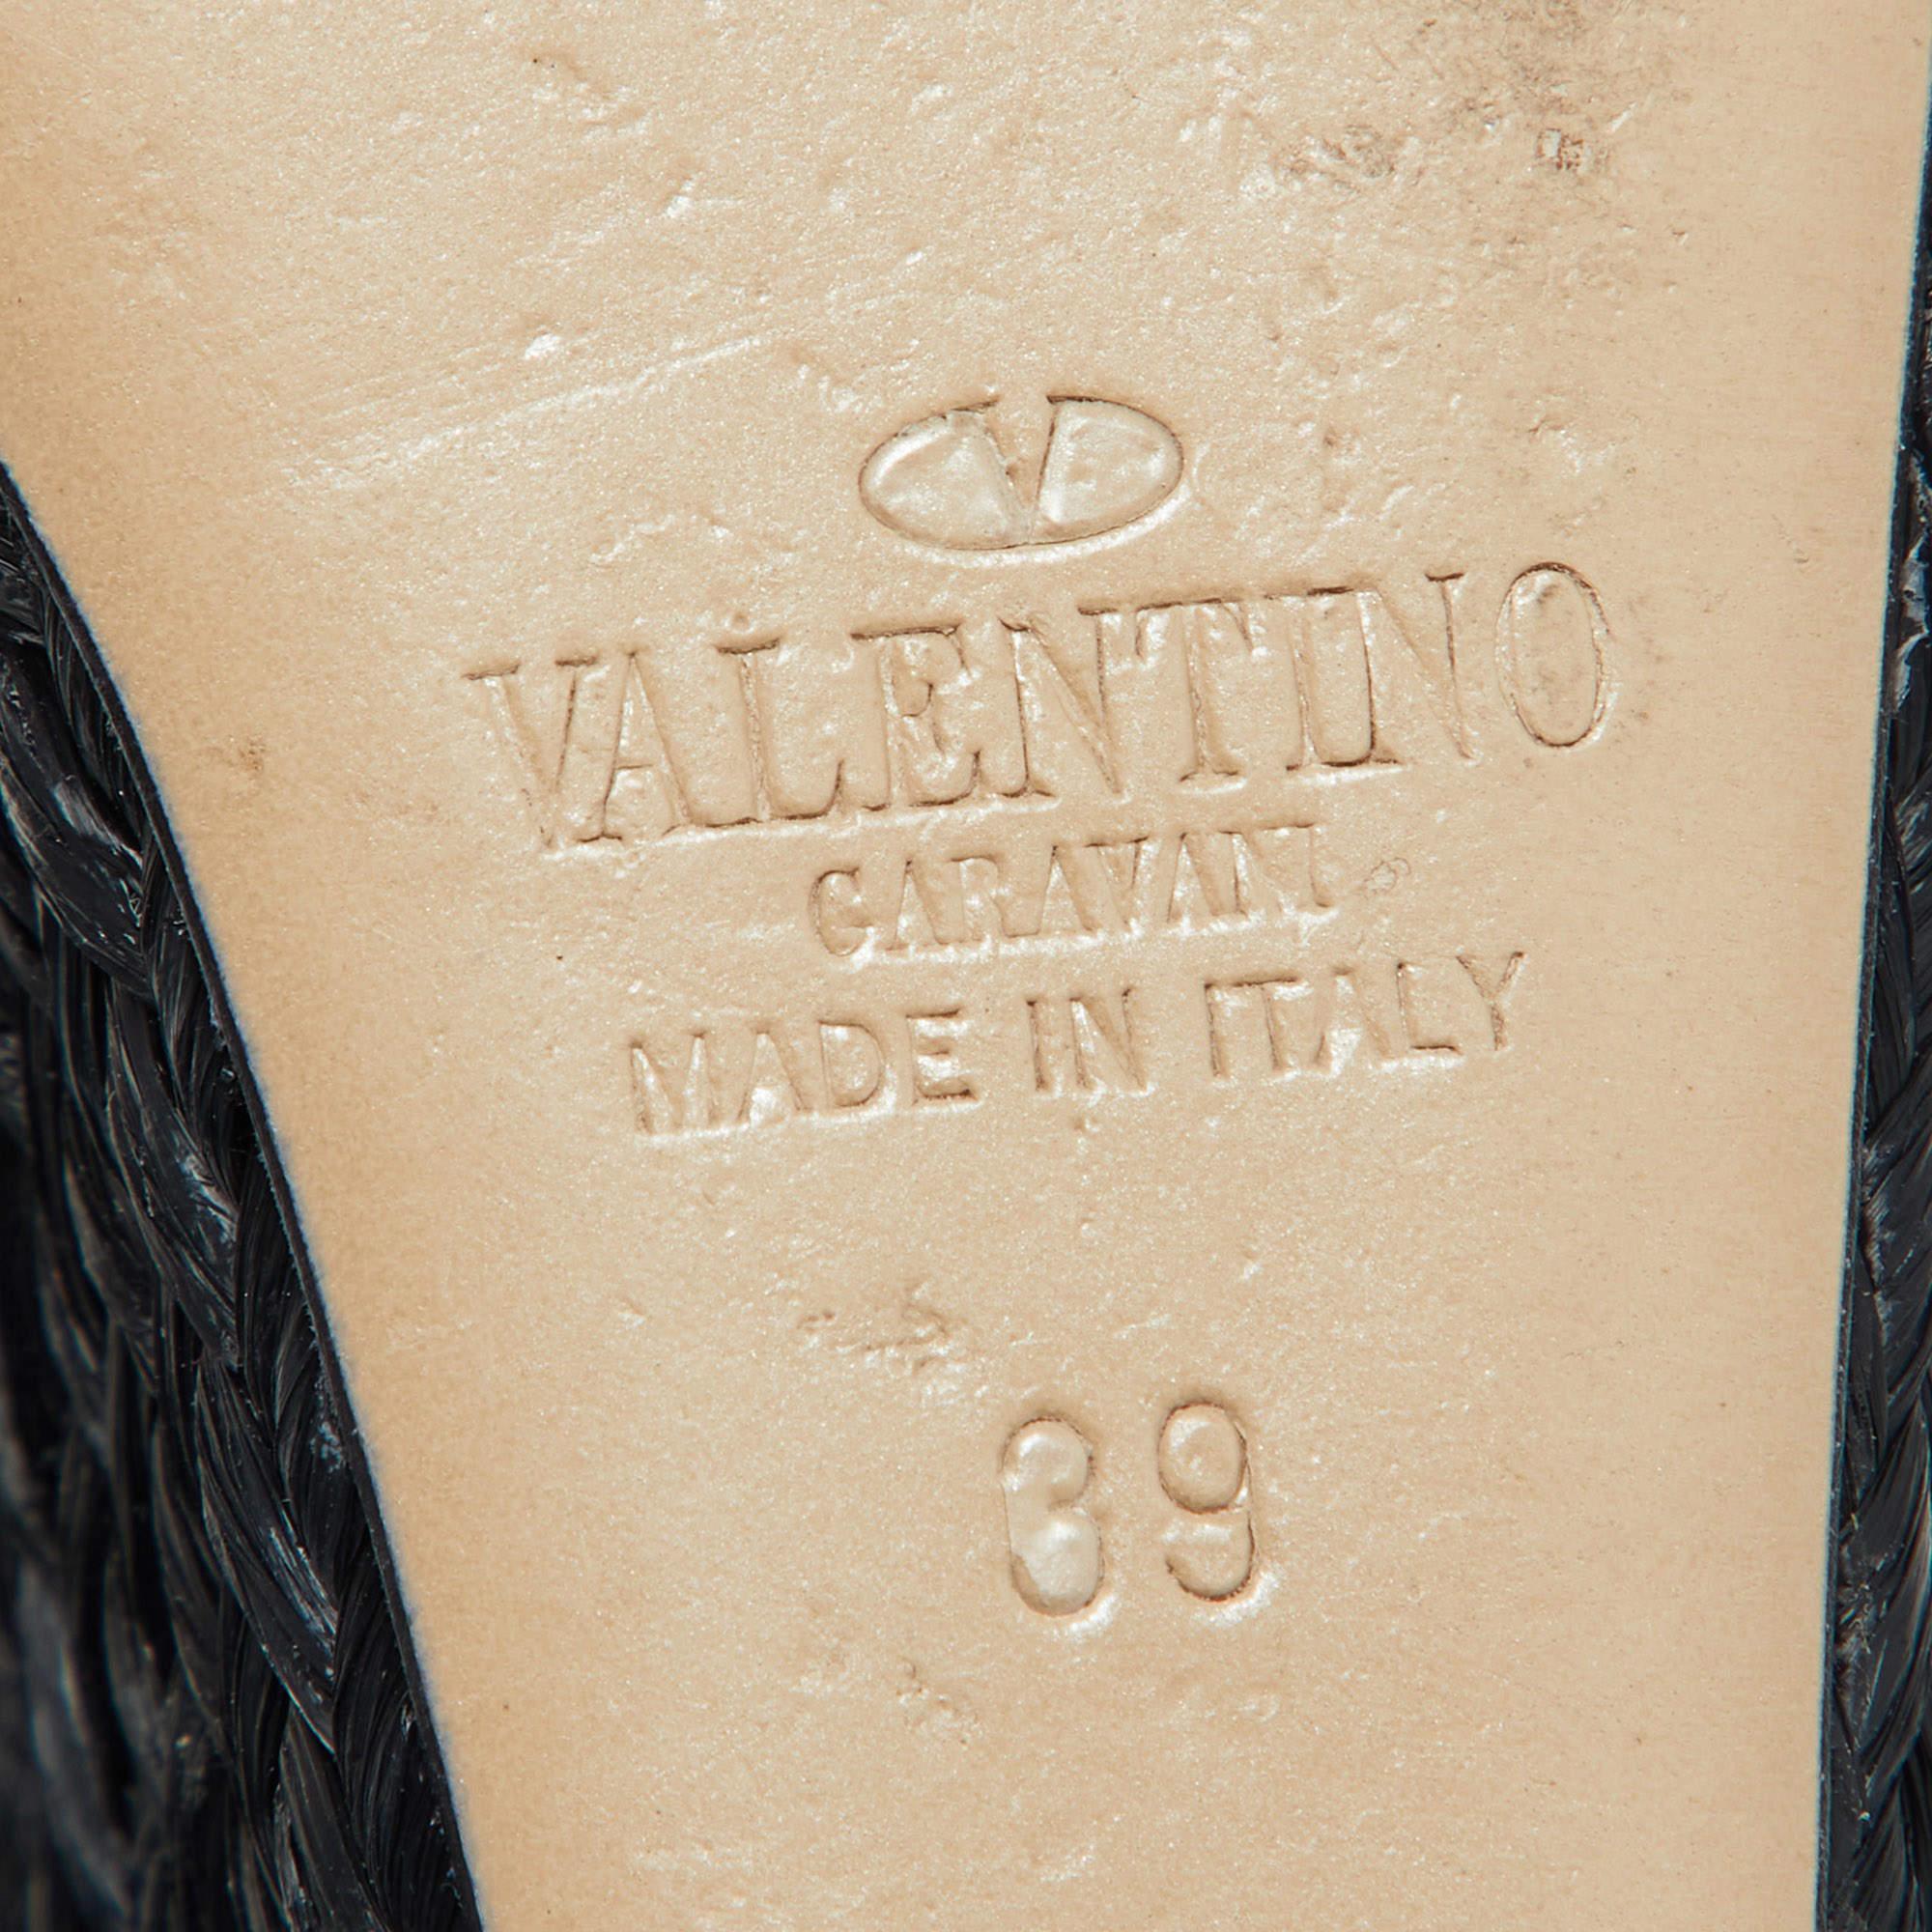 V
VALENTINO
GARAVANI
MADE IN ITALY
39